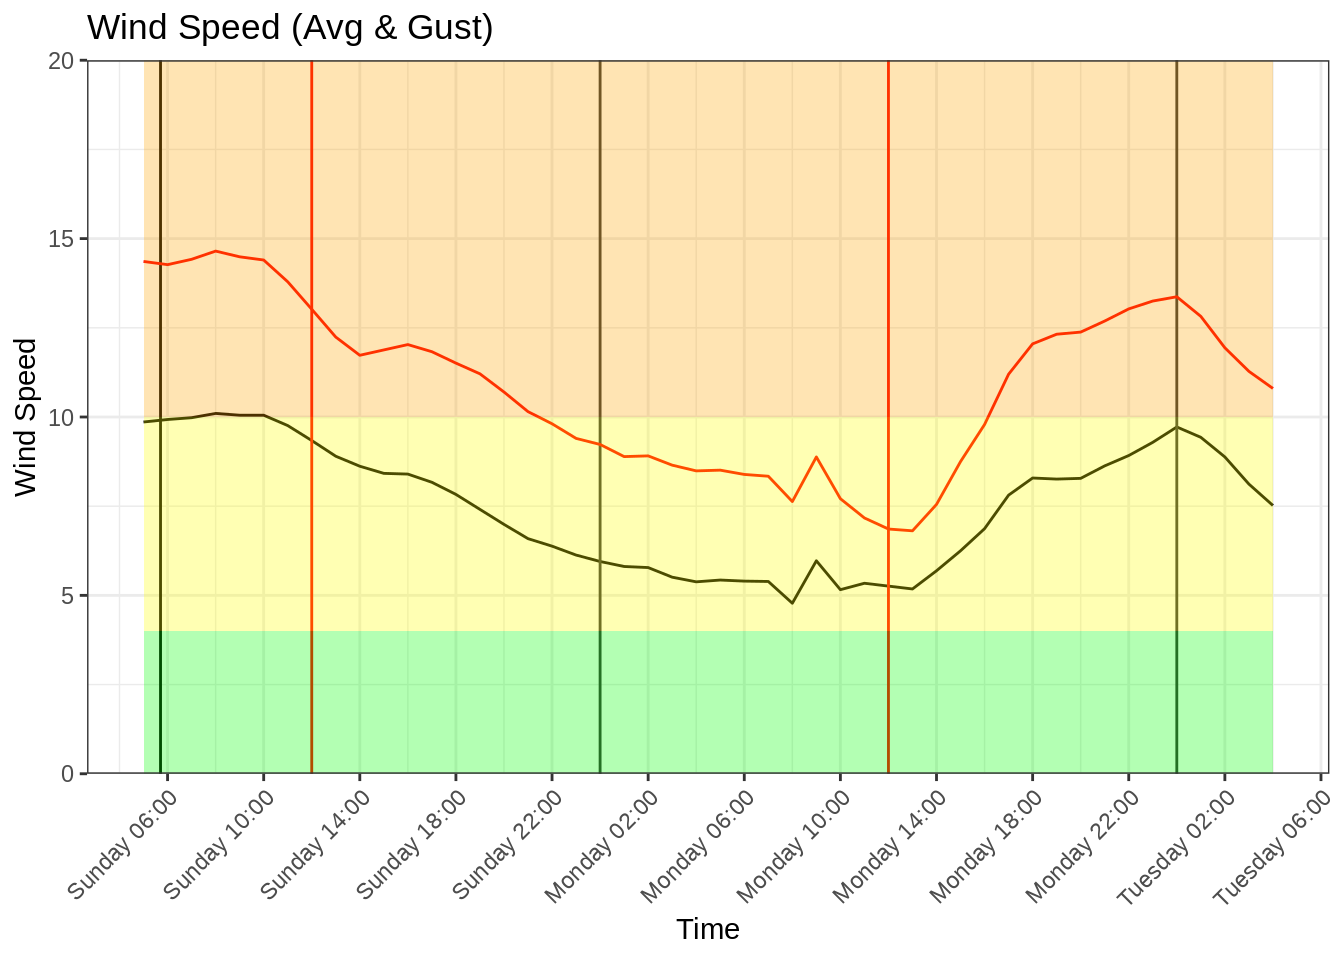 Wind Speed (Avg & Gust)
20
15
10
5
0
Wind Speed
Sunday 06:00
Sunday 10:00
Sunday 14:00
Sunday 18:00
Sunday 22:00
Monday 02:00
Monday 06:00
Monday 10:00
Monday 14:00
Monday 18:00
Monday 22:00
Tuesday 02:00
Tuesday 06:00
Time